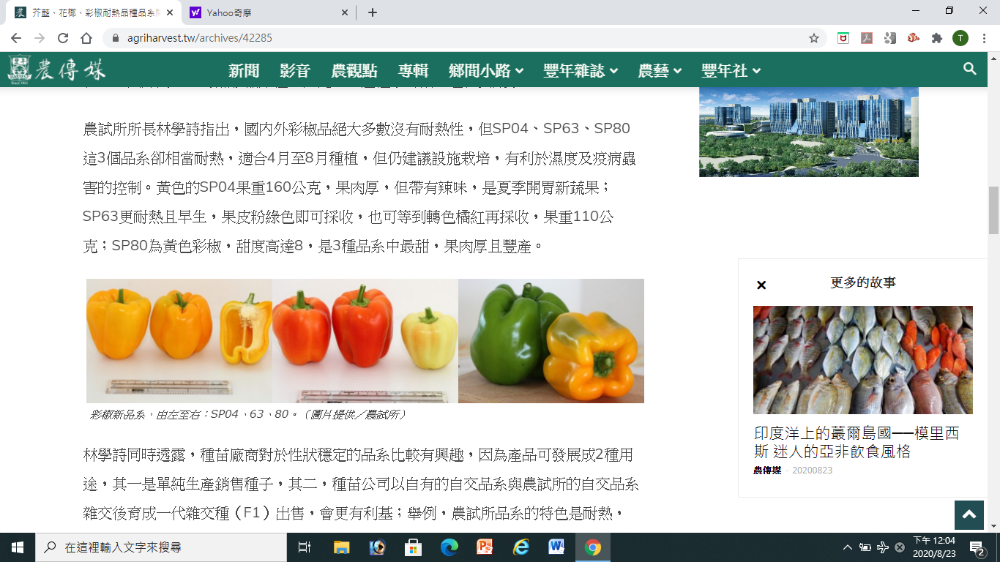 芥藍、花椰、彩椒耐熱品種品系
Yahoo奇摩
agriharvest.tw/archives/42285
T
農傳媒
Since 1951
新聞 影音 農觀點 專輯 鄉間小路 豐年雜誌 農藝 豐年社
農試所所長林學詩指出，國內外彩椒品絕大多數沒有耐熱性，但SP04、SP63、SP80
這3個品系卻相當耐熱，適合4月至8月種植，但仍建議設施栽培，有利於濕度及疫病蟲
害的控制。黃色的SP04果重160公克，果肉厚，但帶有辣味，是夏季開胃新蔬果；
SP63更耐熱且早生，果皮粉綠色即可採收，也可等到轉色橘紅再採收，果重110公
克；SP80為黃色彩椒，甜度高達8，是3種品系中最甜，果肉厚且豐產。
彩椒新品系，由左至右：SP04、63、80。（圖片提供／農試所）
林學詩同時透露，種苗廠商對於性狀穩定的品系比較有興趣，因為產品可發展成2種用
途，其一是單純生產銷售種子，其二，種苗公司以自有的自交品系與農試所的自交品系
雜交後育成一代雜交種（F1）出售，會更有利基；舉例，農試所品系的特色是耐熱，
更多的故事
印度洋上的蕞爾島國──模里西
斯 迷人的亞非飲食風格
農傳媒 - 20200823
在這裡輸入文字來搜尋
下午 12:04
2020/8/23
2